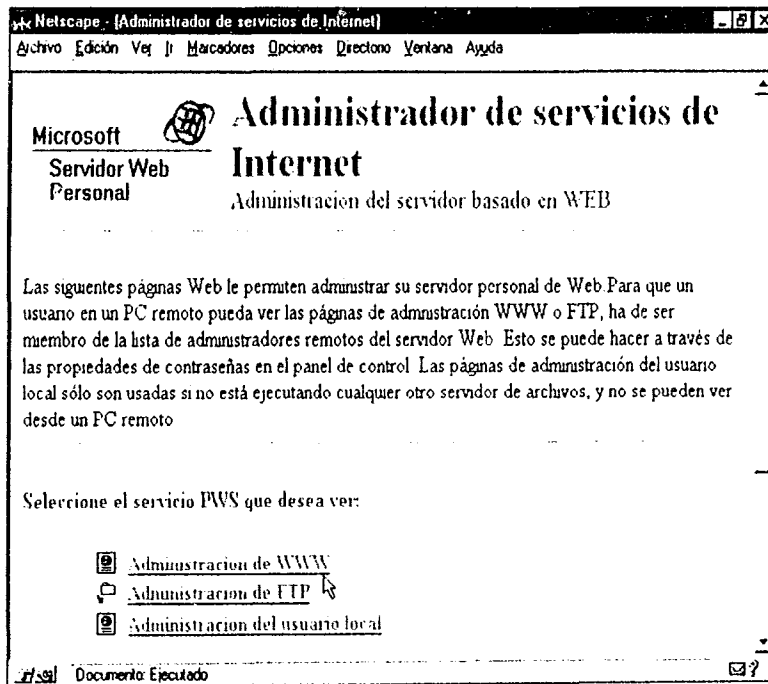 Netscape - [Administrador de servicios de Internet]
Archivo Edición Ver Ir Marcadores Opciones Directorio Ventana Ayuda
Microsoft
Servidor Web
Personal
Administrador de servicios de
Internet
Administracion del servidor basado en WEB
Las siguientes páginas Web le permiten administrar su servidor personal de Web.Para que un
usuario en un PC remoto pueda ver las páginas de administración WWW o FTP, ha de ser
miembro de la lista de administradores remotos del servidor Web Esto se puede hacer a través de
las propiedades de contraseñas en el panel de control Las páginas de administración del usuario
local sólo son usadas si no está ejecutando cualquier otro servidor de archivos, y no se pueden ver
desde un PC remoto
Seleccione el servicio PWS que desea ver:
Administracion de WWW
Administracion de FTP
Administracion del usuario local
Documento: Ejecutado